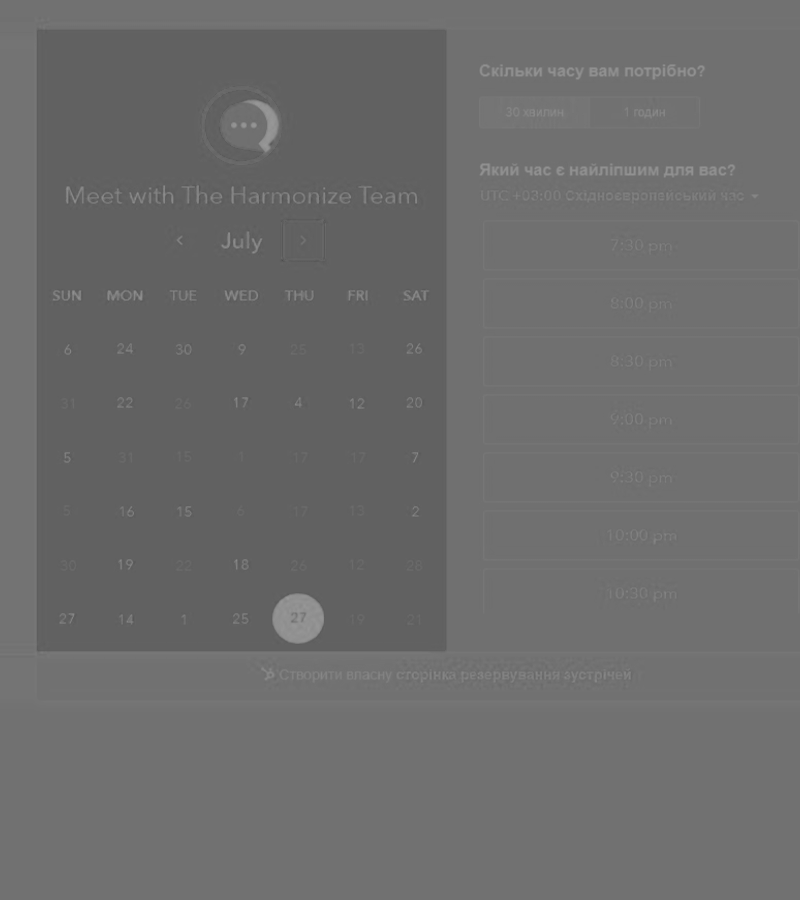 Meet with The Harmonize Team
July
SUN MON TUE WED THU FRI SAT
6 24 30 9 25 13 26
31 22 26 17 4 12 20
5 31 15 1 17 17 7
5 16 15 6 17 13 2
30 19 22 18 26 12 28
27 14 1 25 27 19 21
Скільки часу вам потрібно?
30 хвилин 1 годин
Який час є найліпшим для вас?
UTC +03:00 Східноєвропейський час
7:30 pm
8:00 pm
8:30 pm
9:00 pm
9:30 pm
10:00 pm
10:30 pm
Створити власну сторінка резервування зустрічей